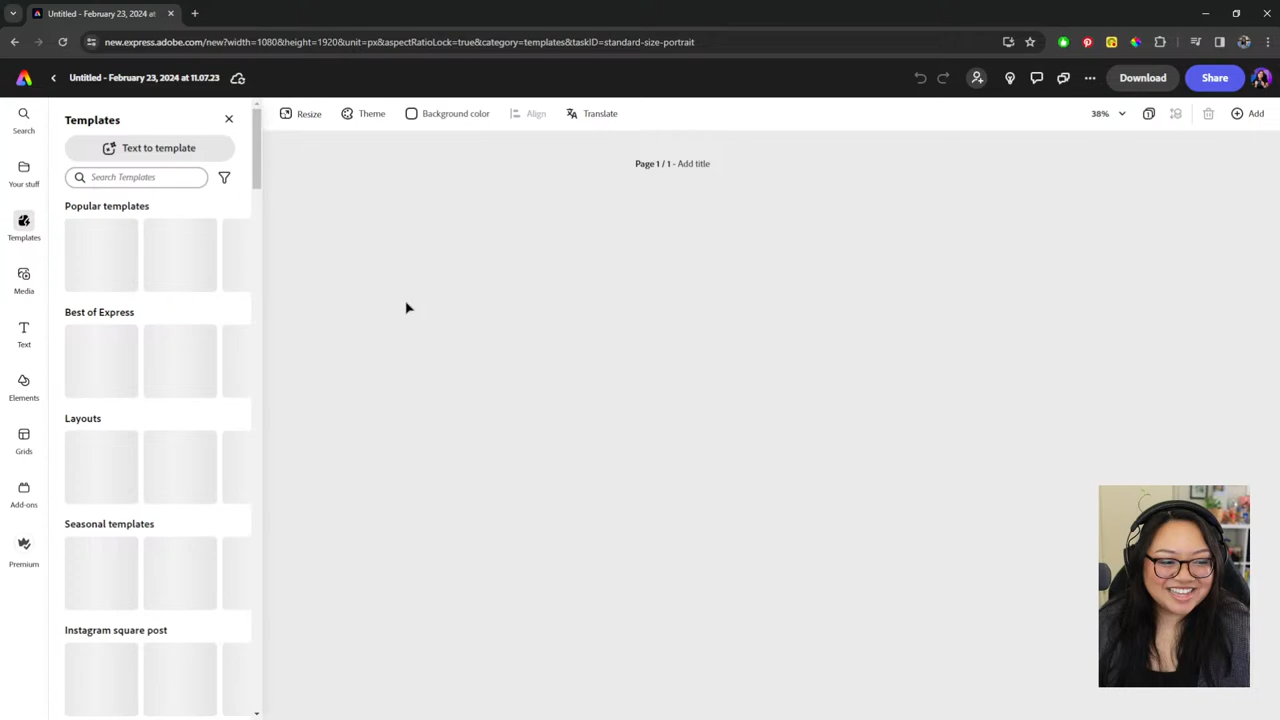 Untitled - February 23, 2024 at
new.express.adobe.com/new?width=1080&height=1920&unit=px&aspectRatioLock=true&category=templates&taskID=standard-size-portrait
Untitled - February 23, 2024 at 11.07.23
Download
Share
Search
Your stuff
Templates
Media
Text
Elements
Grids
Add-ons
Premium
Templates
Text to template
Search Templates
Popular templates
Best of Express
Layouts
Seasonal templates
Instagram square post
Resize
Theme
Background color
Align
Translate
38%
1
Add
Page 1 / 1 - Add title